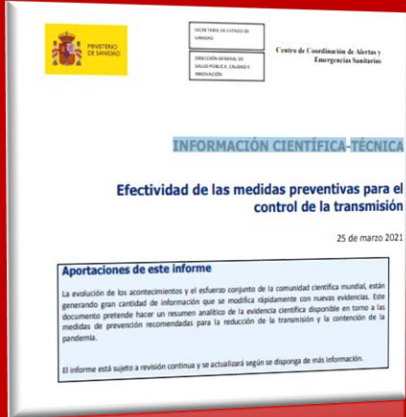 MINISTERIO
DE SANIDAD
SECRETARIA DE ESTADO DE
SANIDAD
DIRECCIÓN GENERAL DE
SALUD PÚBLICA, CALIDAD E
INNOVACIÓN
Centro de Coordinación de Alertas y
Emergencias Sanitarias
INFORMACIÓN CIENTÍFICA-TÉCNICA
Efectividad de las medidas preventivas para el
control de la transmisión
25 de marzo 2021
Aportaciones de este informe
La evolución de los acontecimientos y el esfuerzo conjunto de la comunidad científica mundial, están
generando gran cantidad de información que se modifica rápidamente con nuevas evidencias. Este
documento pretende hacer un resumen analítico de la evidencia científica disponible en torno a las
medidas de prevención recomendadas para la reducción de la transmisión y la contención de la
pandemia.
El informe está sujeto a revisión continua y se actualizará según se disponga de más información.